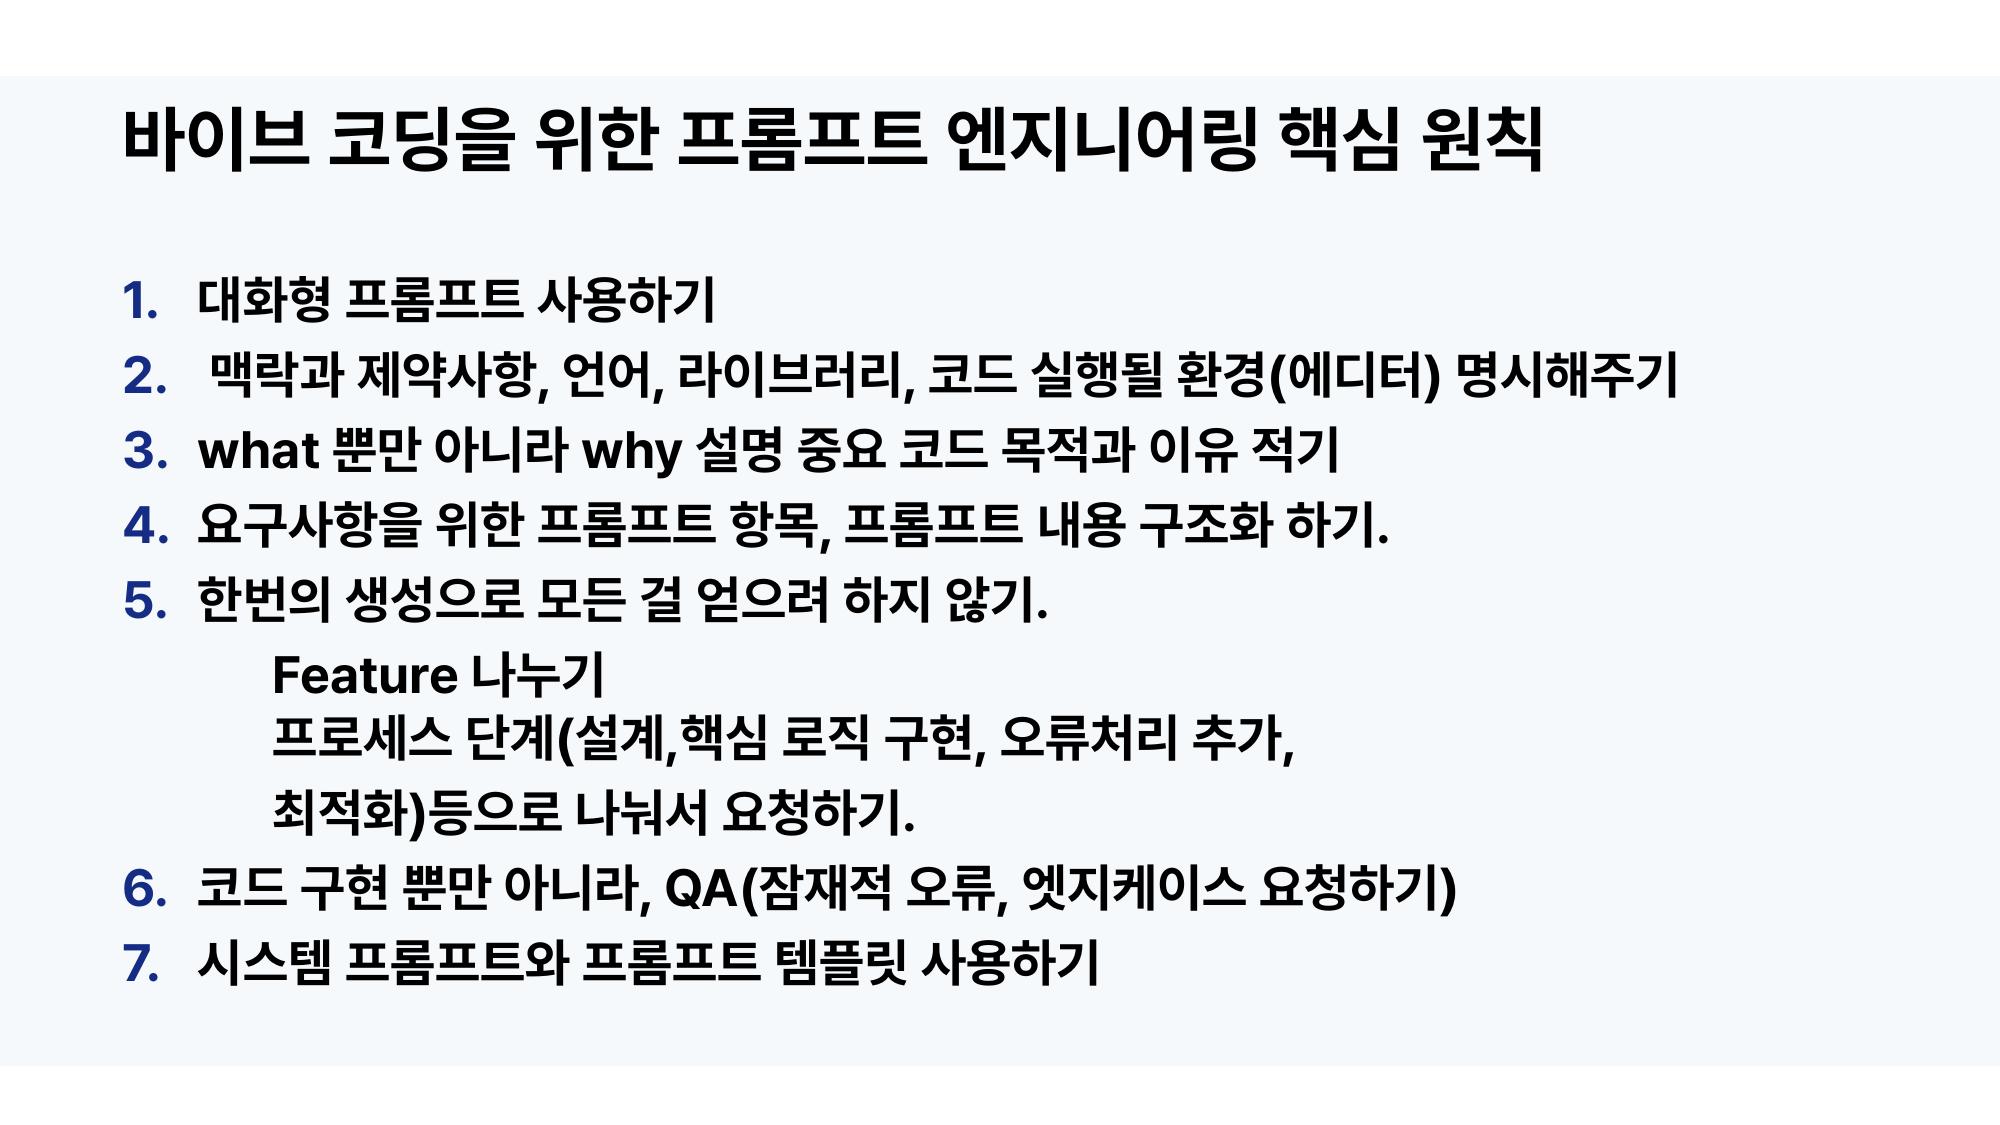 바이브 코딩을 위한 프롬프트 엔지니어링 핵심 원칙
1. 대화형 프롬프트 사용하기
2. 맥락과 제약사항, 언어, 라이브러리, 코드 실행될 환경(에디터) 명시해주기
3. what 뿐만 아니라 why 설명 중요 코드 목적과 이유 적기
4. 요구사항을 위한 프롬프트 항목, 프롬프트 내용 구조화 하기.
5. 한번의 생성으로 모든 걸 얻으려 하지 않기.
Feature 나누기
프로세스 단계(설계,핵심 로직 구현, 오류처리 추가,
최적화)등으로 나눠서 요청하기.
6. 코드 구현 뿐만 아니라, QA(잠재적 오류, 엣지케이스 요청하기)
7. 시스템 프롬프트와 프롬프트 템플릿 사용하기